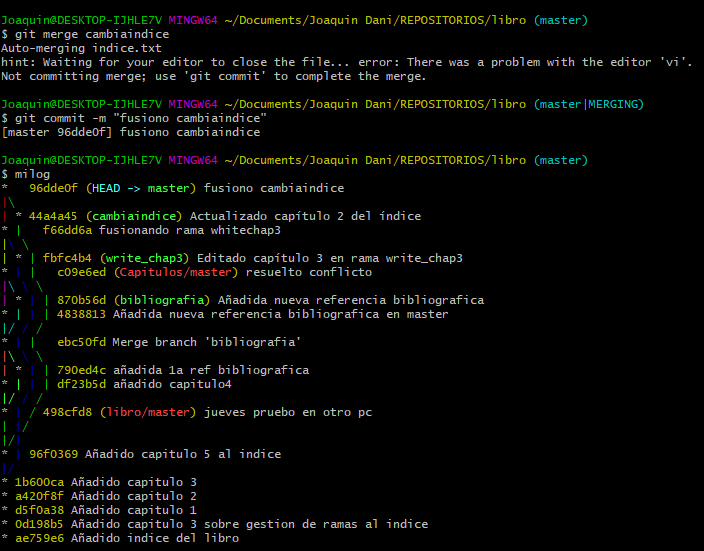 Joaquin@DESKTOP-IJHLE7V MINGW64 ~/Documents/Joaquin Dani/REPOSITORIOS/libro (master)
$ git merge cambiaindice
Auto-merging indice.txt
hint: Waiting for your editor to close the file... error: There was a problem with the editor 'vi'.
Not committing merge; use 'git commit' to complete the merge.

Joaquin@DESKTOP-IJHLE7V MINGW64 ~/Documents/Joaquin Dani/REPOSITORIOS/libro (master|MERGING)
$ git commit -m "fusiono cambiaindice"
[master 96dde0f] fusiono cambiaindice

Joaquin@DESKTOP-IJHLE7V MINGW64 ~/Documents/Joaquin Dani/REPOSITORIOS/libro (master)
$ milog
*   96dde0f (HEAD -> master) fusiono cambiaindice
|\
| * 44a4a45 (cambiaindice) Actualizado capítulo 2 del índice
* |   f66dd6a fusionando rama whitechap3
|\ \
| * | fbfc4b4 (write_chap3) Editado capítulo 3 en rama write_chap3
* | |   c09e6ed (Capitulos/master) resuelto conflicto
|\ \ \
| * | | 870b56d (bibliografia) Añadida nueva referencia bibliografica
* | | | 4838813 Añadida nueva referencia bibliografica en master
|/ / /
* | |   ebc50fd Merge branch 'bibliografia'
|\ \ \
| * | | 790ed4c añadida 1a ref bibliografica
* | | | df23b5d añadido capitulo4
|/ / /
* | / 498cfd8 (libro/master) jueves pruebo en otro pc
| |/
|/|
* | 96f0369 Añadido capitulo 5 al indice
|/
* 1b600ca Añadido capitulo 3
* a420f8f Añadido capitulo 2
* d5f0a38 Añadido capitulo 1
* 0d198b5 Añadido capitulo 3 sobre gestion de ramas al indice
* ae759e6 Añadido indice del libro